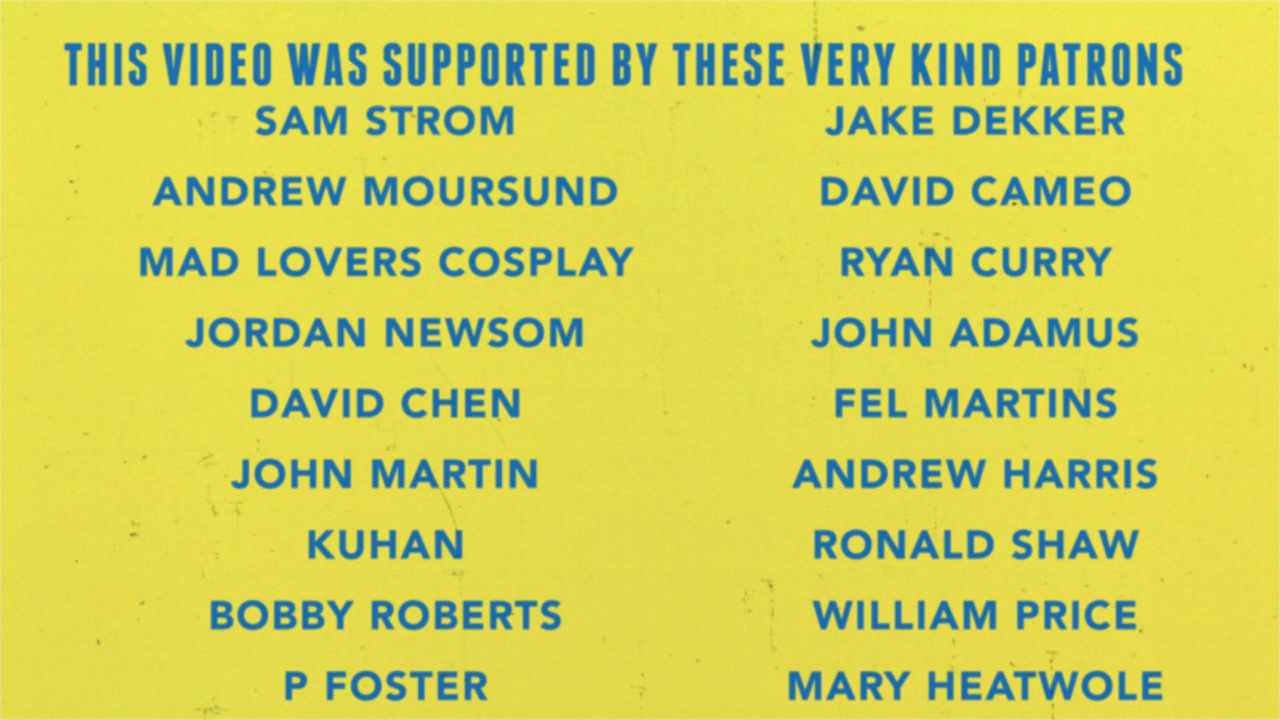 THIS VIDEO WAS SUPPORTED BY THESE VERY KIND PATRONS
SAM STROM
ANDREW MOURSUND
MAD LOVERS COSPLAY
JORDAN NEWSOM
DAVID CHEN
JOHN MARTIN
KUHAN
BOBBY ROBERTS
P FOSTER
JAKE DEKKER
DAVID CAMEO
RYAN CURRY
JOHN ADAMUS
FEL MARTINS
ANDREW HARRIS
RONALD SHAW
WILLIAM PRICE
MARY HEATWOLE